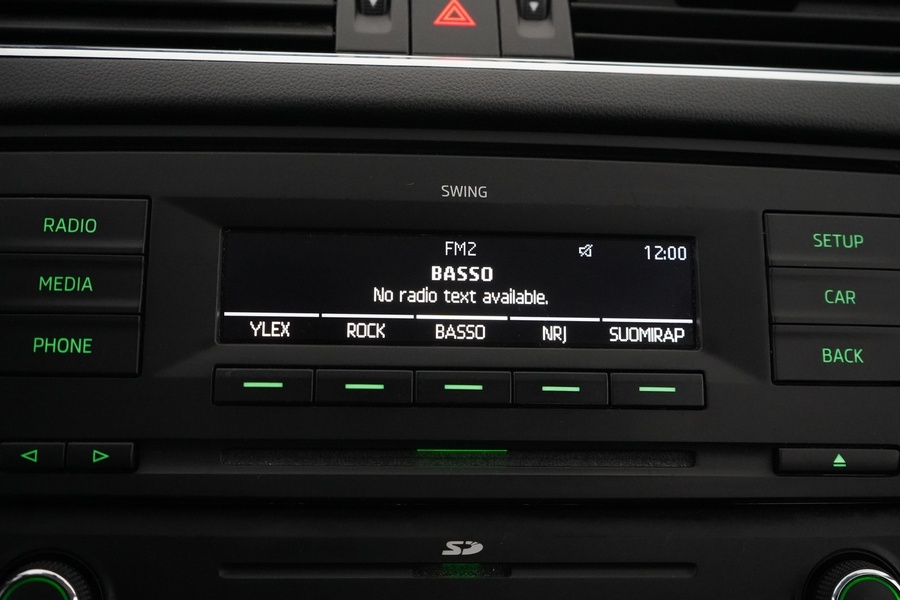 SWING
RADIO
MEDIA
PHONE
FM2 12:00
BASSO
No radio text available.
YLEX ROCK BASSO NRJ SUOMIRAP
SETUP
CAR
BACK
SD